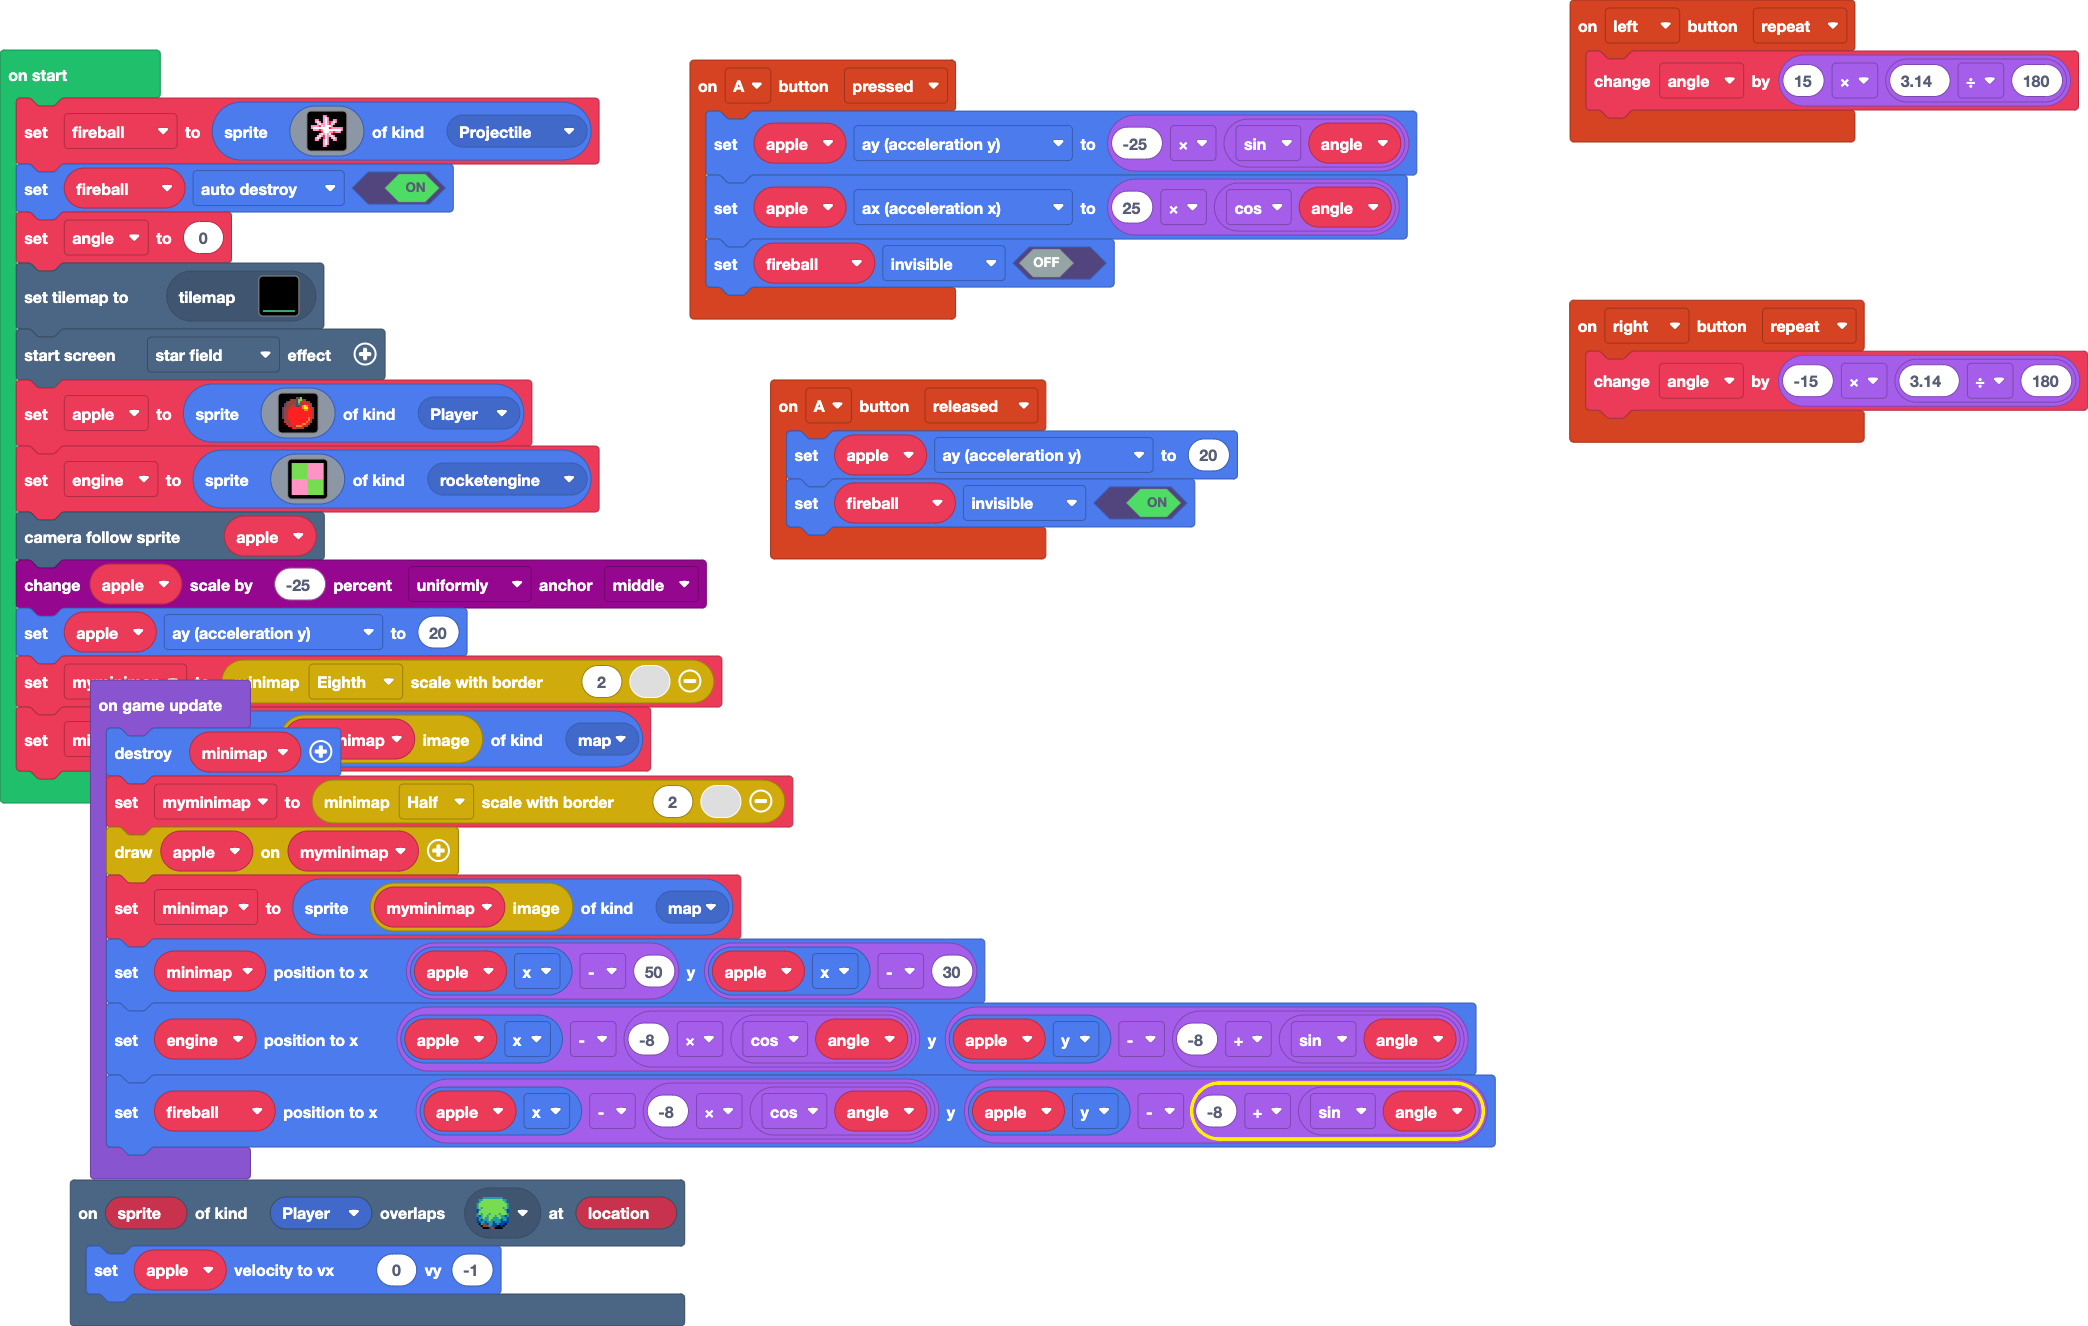 on start
set fireball to sprite of kind Projectile
set fireball auto destroy ON
set angle to 0
set tilemap to tilemap
start screen star field effect
set apple to sprite of kind Player
set engine to sprite of kind rocketengine
camera follow sprite apple
change apple scale by -25 percent uniformly anchor middle
set apple ay (acceleration y) to 20
set Eighth scale with border 2
set image of kind map
on game update
destroy minimap
set myminimap to minimap Half scale with border 2
draw apple on myminimap
set minimap to sprite myminimap image of kind map
set minimap position to x apple x - 50 y apple x - 30
set engine position to x apple x - -8 × cos angle y apple y - -8 + sin angle
set fireball position to x apple x - -8 × cos angle y apple y - -8 + sin angle
on sprite of kind Player overlaps at location
set apple velocity to vx 0 vy -1
on A button pressed
set apple ay (acceleration y) to -25 × sin angle
set apple ax (acceleration x) to 25 × cos angle
set fireball invisible OFF
on A button released
set apple ay (acceleration y) to 20
set fireball invisible ON
on left button repeat
change angle by 15 × 3.14 ÷ 180
on right button repeat
change angle by -15 × 3.14 ÷ 180